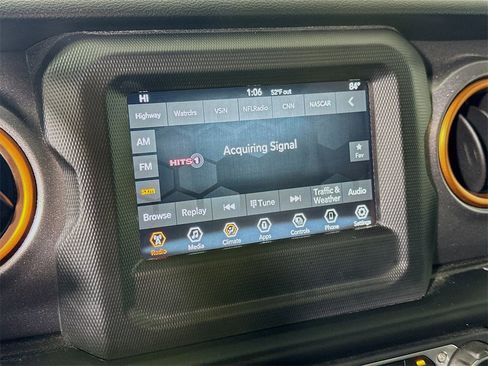 HI 1:06 52°F out 84°
Highway Watrcls VSIN NFLRadio CNN NASCAR
AM
FM
sxm
HITS 1
Acquiring Signal
Fav
Browse Replay Tune Traffic & Weather Audio
Radio Media Climate Apps Controls Phone Settings